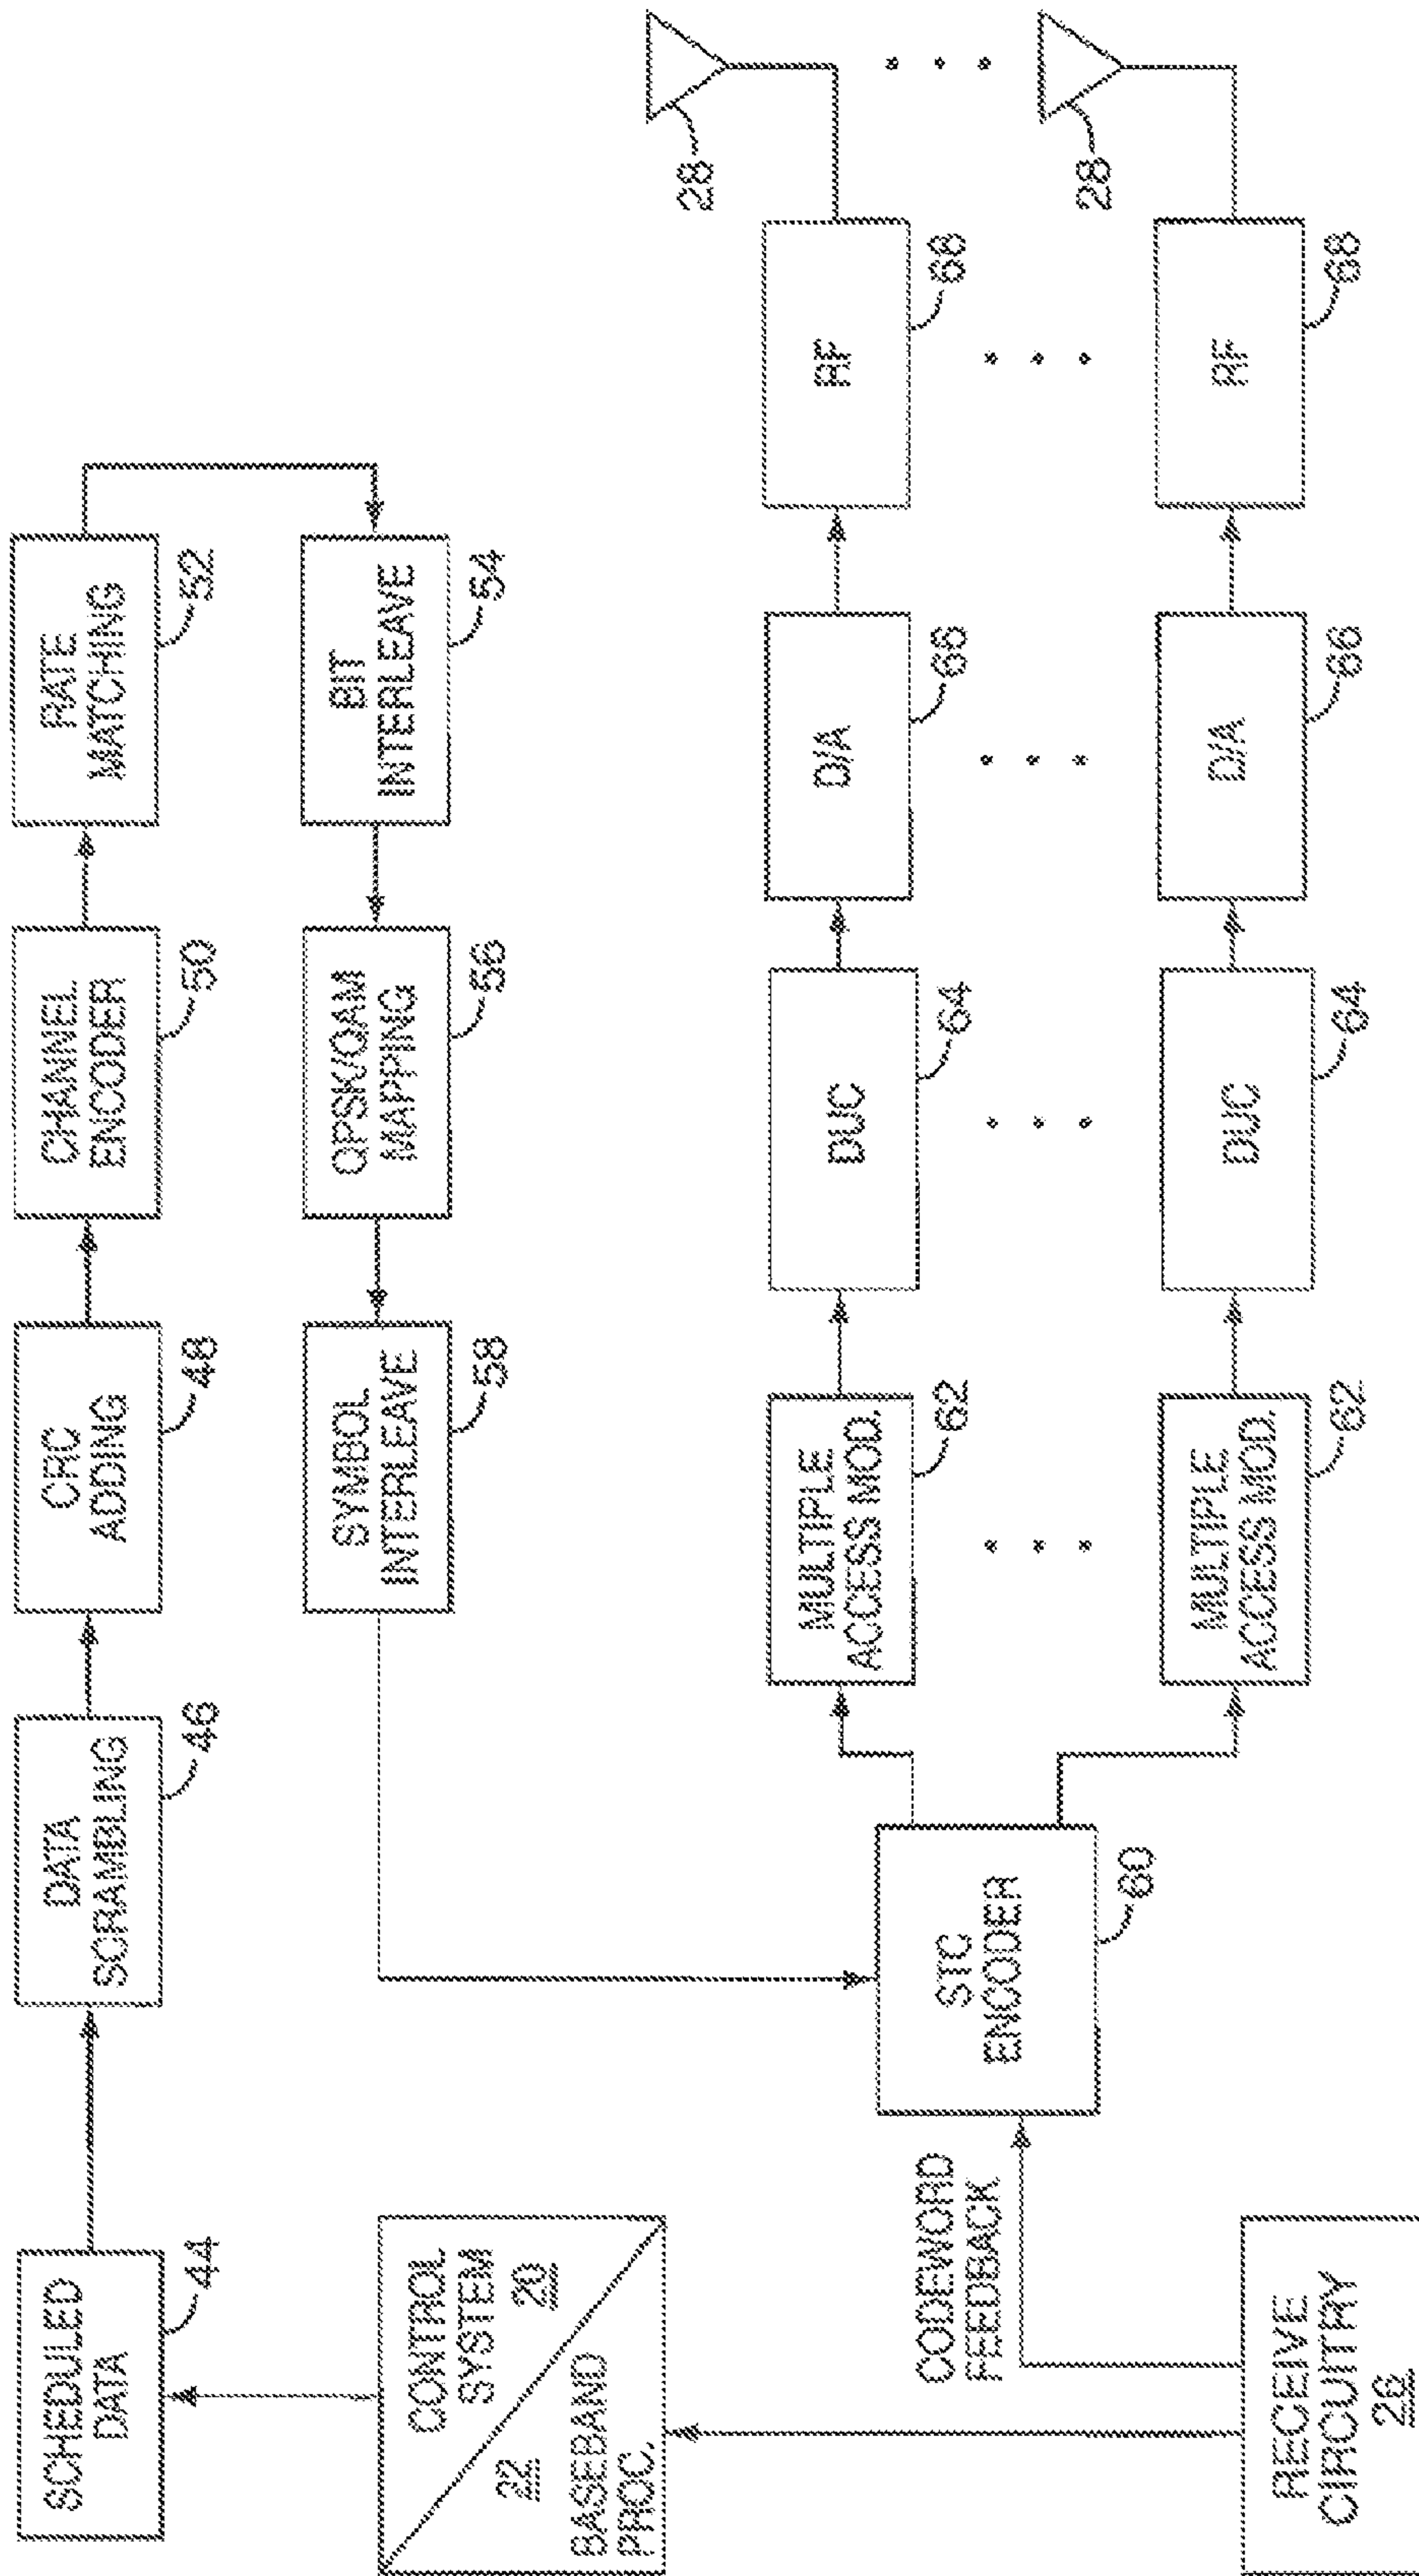 SCHEDULED
DATA
44
DATA
SCRAMBLING
46
CRC
ADDING
48
CHANNEL
ENCODER
50
RATE
MATCHING
52
CONTROL
SYSTEM 20
22
BASEBAND
PROC.
SYMBOL
INTERLEAVE
58
QPSK/QAM
MAPPING
56
BIT
INTERLEAVE
54
CODEWORD
FEEDBACK
STC
ENCODER
60
MULTIPLE
ACCESS MOD.
62
DUC
64
D/A
66
RF
68
28
MULTIPLE
ACCESS MOD.
62
DUC
64
D/A
66
RF
68
28
RECEIVE
CIRCUITRY
26